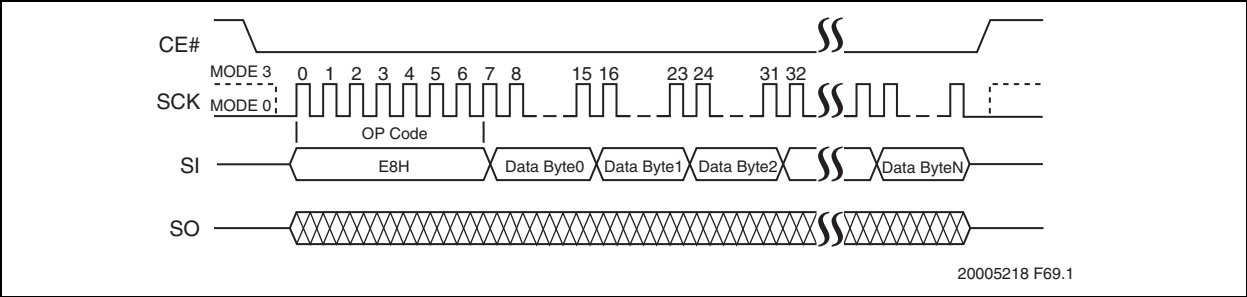 CE#
MODE 3 0 1 2 3 4 5 6 7 8 15 16 23 24 31 32
SCK
MODE 0
OP Code
SI E8H Data Byte0 Data Byte1 Data Byte2 Data ByteN
SO
20005218 F69.1